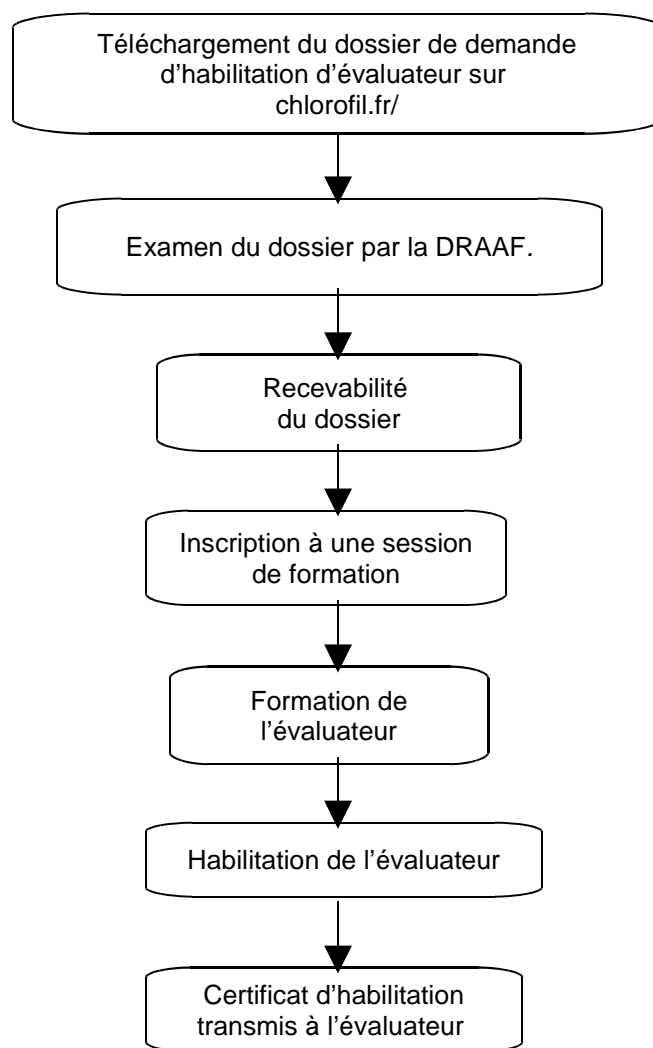 Téléchargement du dossier de demande
d’habilitation d’évaluateur sur
chlorofil.fr/
Examen du dossier par la DRAAF.
Recevabilité
du dossier
Inscription à une session
de formation
Formation de
l’évaluateur
Habilitation de l’évaluateur
Certificat d’habilitation
transmis à l’évaluateur